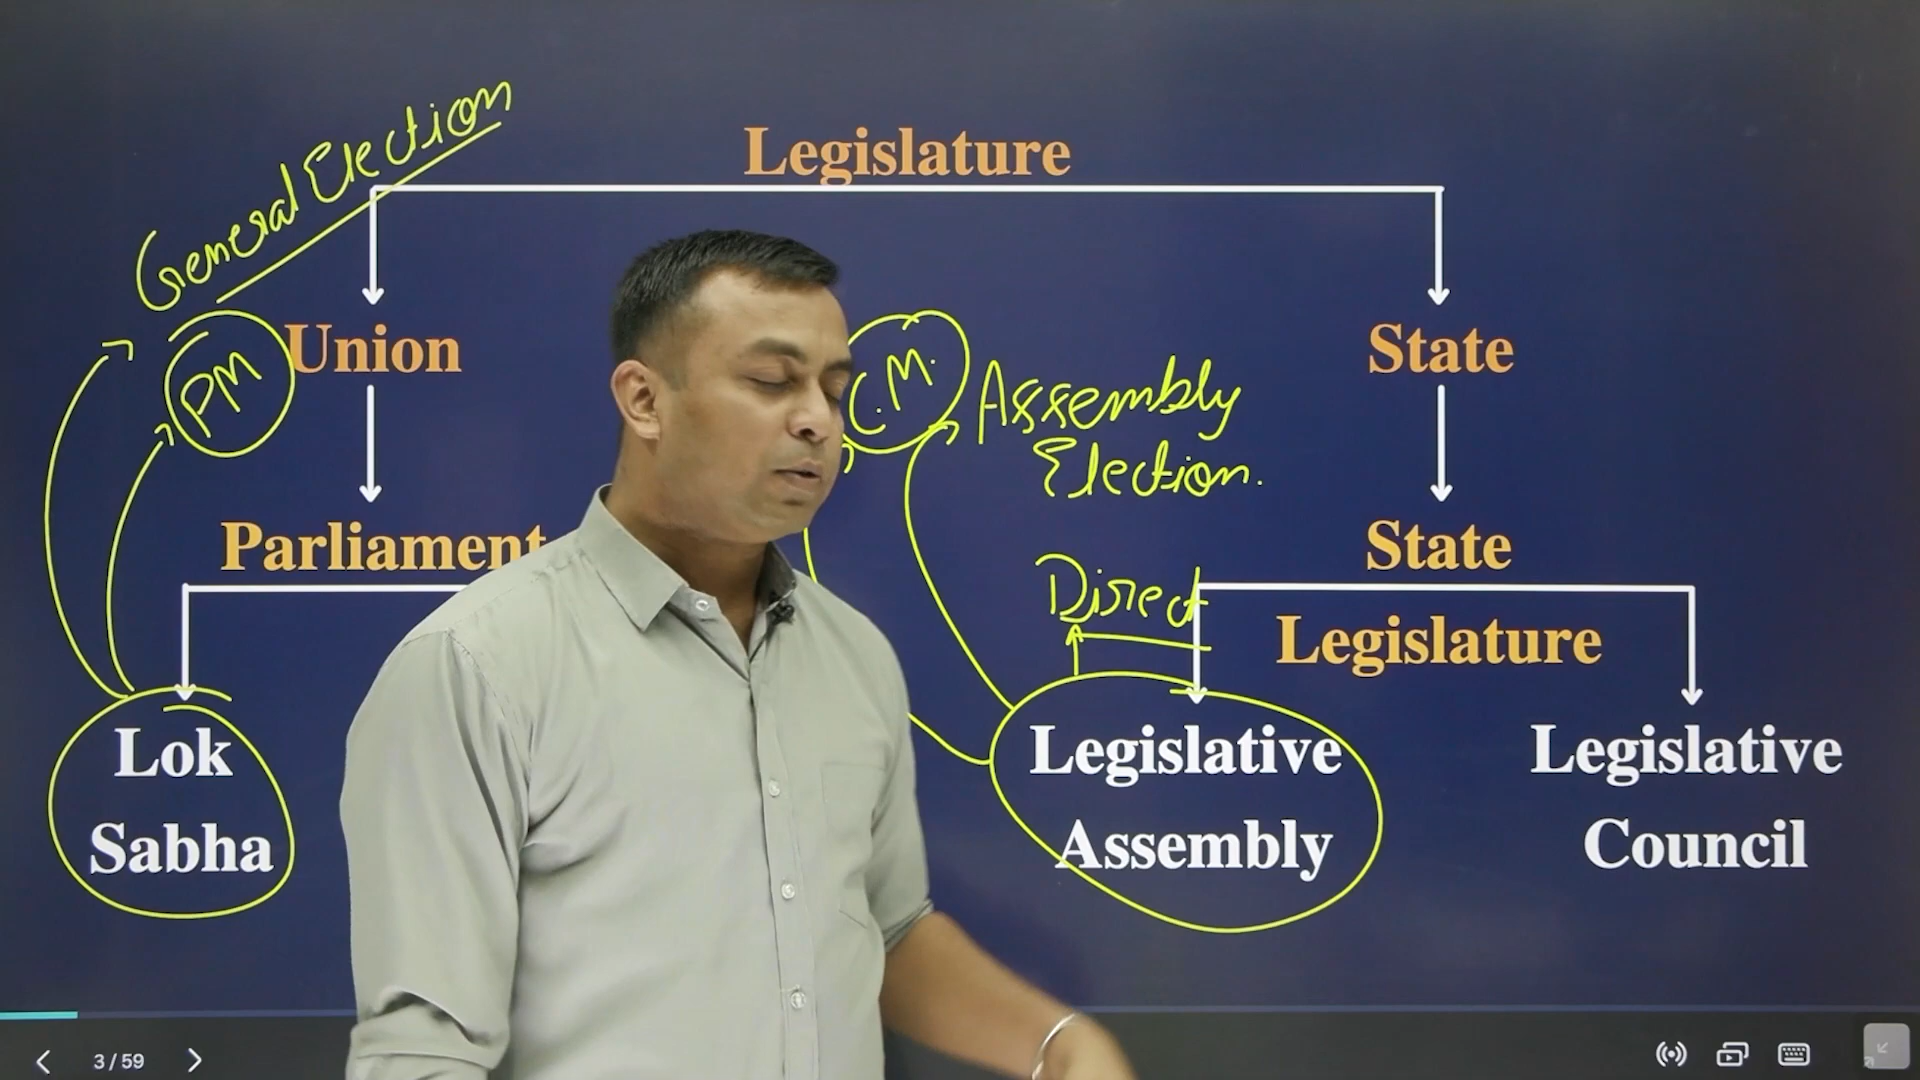 General Election
Legislature
PM
Union
C.M.
Assembly
Election.
State
Parliament
State
Direct
Legislature
Lok
Sabha
Legislative
Assembly
Legislative
Council
3/59